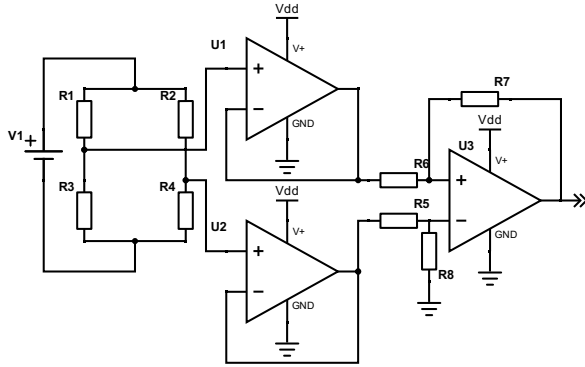 Vdd
U1
V+
+
−
GND
R1
R2
V1
+
R3
R4
R7
Vdd
U3
V+
R6
+
−
GND
R5
R8
Vdd
U2
V+
+
−
GND